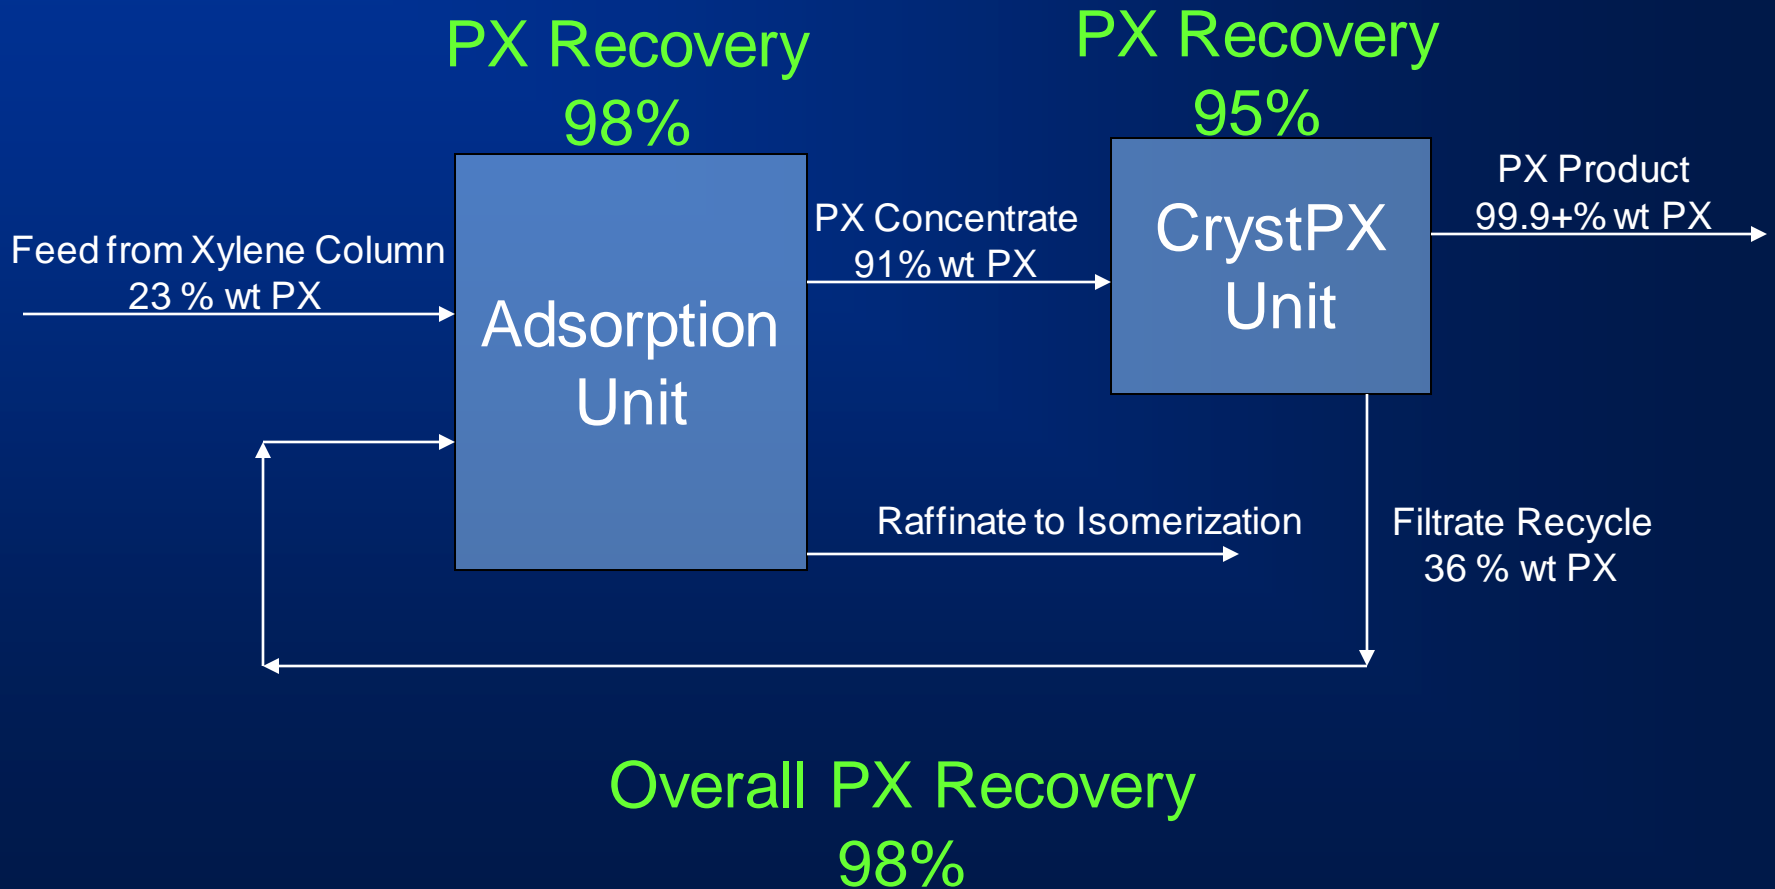 PX Recovery
98%
PX Recovery
95%
Feed from Xylene Column
23 % wt PX
Adsorption
Unit
PX Concentrate
91% wt PX
CrystPX
Unit
PX Product
99.9+% wt PX
Raffinate to Isomerization
Filtrate Recycle
36 % wt PX
Overall PX Recovery
98%